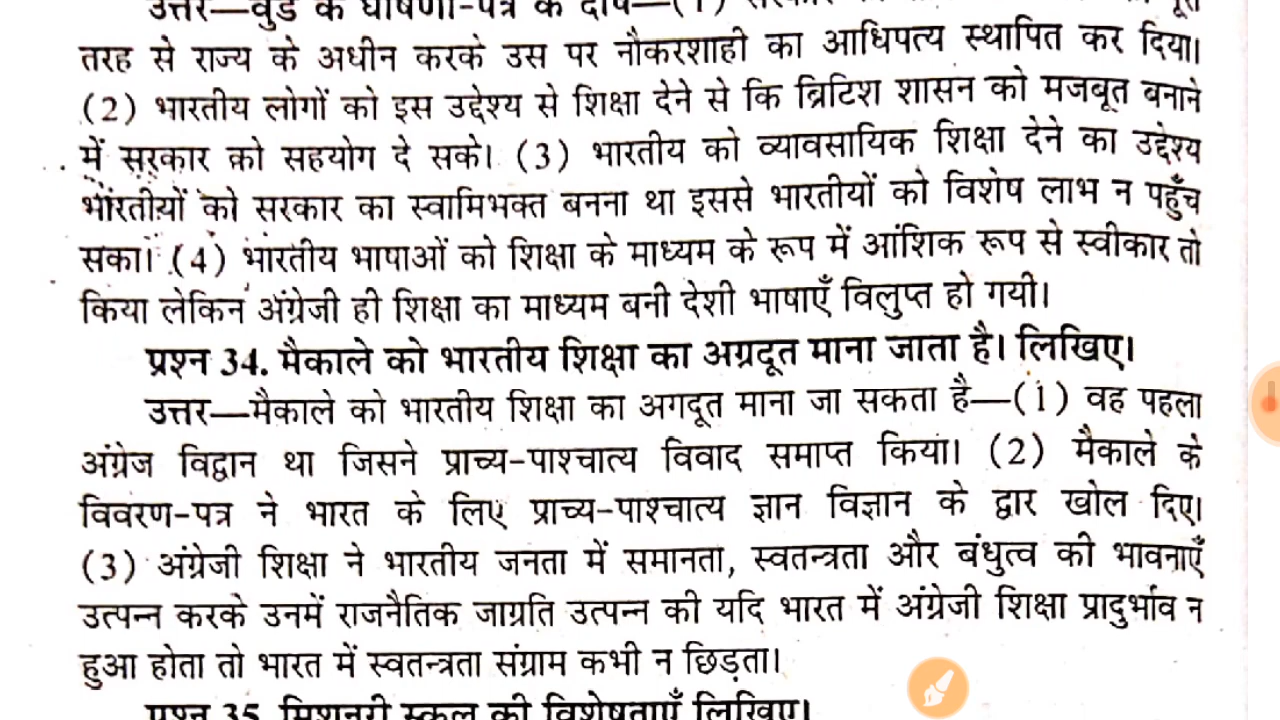 उत्तर—वुड के घोषणा-पत्र के दोष—(1) सरकार
तरह से राज्य के अधीन करके उस पर नौकरशाही का आधिपत्य स्थापित कर दिया।
(2) भारतीय लोगों को इस उद्देश्य से शिक्षा देने से कि ब्रिटिश शासन को मजबूत बनाने
में सरकार को सहयोग दे सके। (3) भारतीय को व्यावसायिक शिक्षा देने का उद्देश्य
भारतीयों को सरकार का स्वामिभक्त बनना था इससे भारतीयों को विशेष लाभ न पहुँच
सका। (4) भारतीय भाषाओं को शिक्षा के माध्यम के रूप में आंशिक रूप से स्वीकार तो
किया लेकिन अंग्रेजी ही शिक्षा का माध्यम बनी देशी भाषाएँ विलुप्त हो गयी।
प्रश्न 34. मैकाले को भारतीय शिक्षा का अग्रदूत माना जाता है। लिखिए।
उत्तर—मैकाले को भारतीय शिक्षा का अगदूत माना जा सकता है—(1) वह पहला
अंग्रेज विद्वान था जिसने प्राच्य-पाश्चात्य विवाद समाप्त किया। (2) मैकाले के
विवरण-पत्र ने भारत के लिए प्राच्य-पाश्चात्य ज्ञान विज्ञान के द्वार खोल दिए।
(3) अंग्रेजी शिक्षा ने भारतीय जनता में समानता, स्वतन्त्रता और बंधुत्व की भावनाएँ
उत्पन्न करके उनमें राजनैतिक जाग्रति उत्पन्न की यदि भारत में अंग्रेजी शिक्षा प्रादुर्भाव न
हुआ होता तो भारत में स्वतन्त्रता संग्राम कभी न छिड़ता।
प्रश्न 35. मिशनरी स्कूल की विशेषताएँ लिखिए।